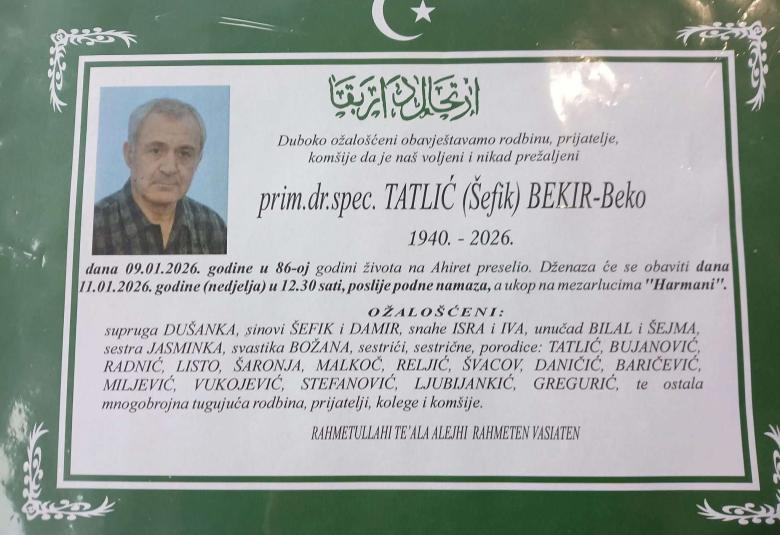 ارتحال دار بقا
Duboko ožalošćeni obavještavamo rodbinu, prijatelje,
komšije da je naš voljeni i nikad prežaljeni
prim.dr.spec. TATLIĆ (Šefik) BEKIR-Beko
1940. - 2026.
dana 09.01.2026. godine u 86-oj godini života na Ahiret preselio. Dženaza će se obaviti dana
11.01.2026. godine (nedjelja) u 12.30 sati, poslije podne namaza, a ukop na mezarlucima "Harmani".
OŽALOŠĆENI:
supruga DUŠANKA, sinovi ŠEFIK i DAMIR, snahe ISRA i IVA, unučad BILAL i ŠEJMA,
sestra JASMINKA, svastika BOŽANA, sestrići, sestrične, porodice: TATLIĆ, BUJANOVIĆ,
RADNIĆ, LISTO, ŠARONJA, MALKOČ, RELJIĆ, ŠVACOV, DANIČIĆ, BARIČEVIĆ,
MILJEVIĆ, VUKOJEVIĆ, STEFANOVIĆ, LJUBIJANKIĆ, GREGURIĆ, te ostala
mnogobrojna tugujuća rodbina, prijatelji, kolege i komšije.
RAHMETULLAHI TE'ALA ALEJHI RAHMETEN VASIATEN